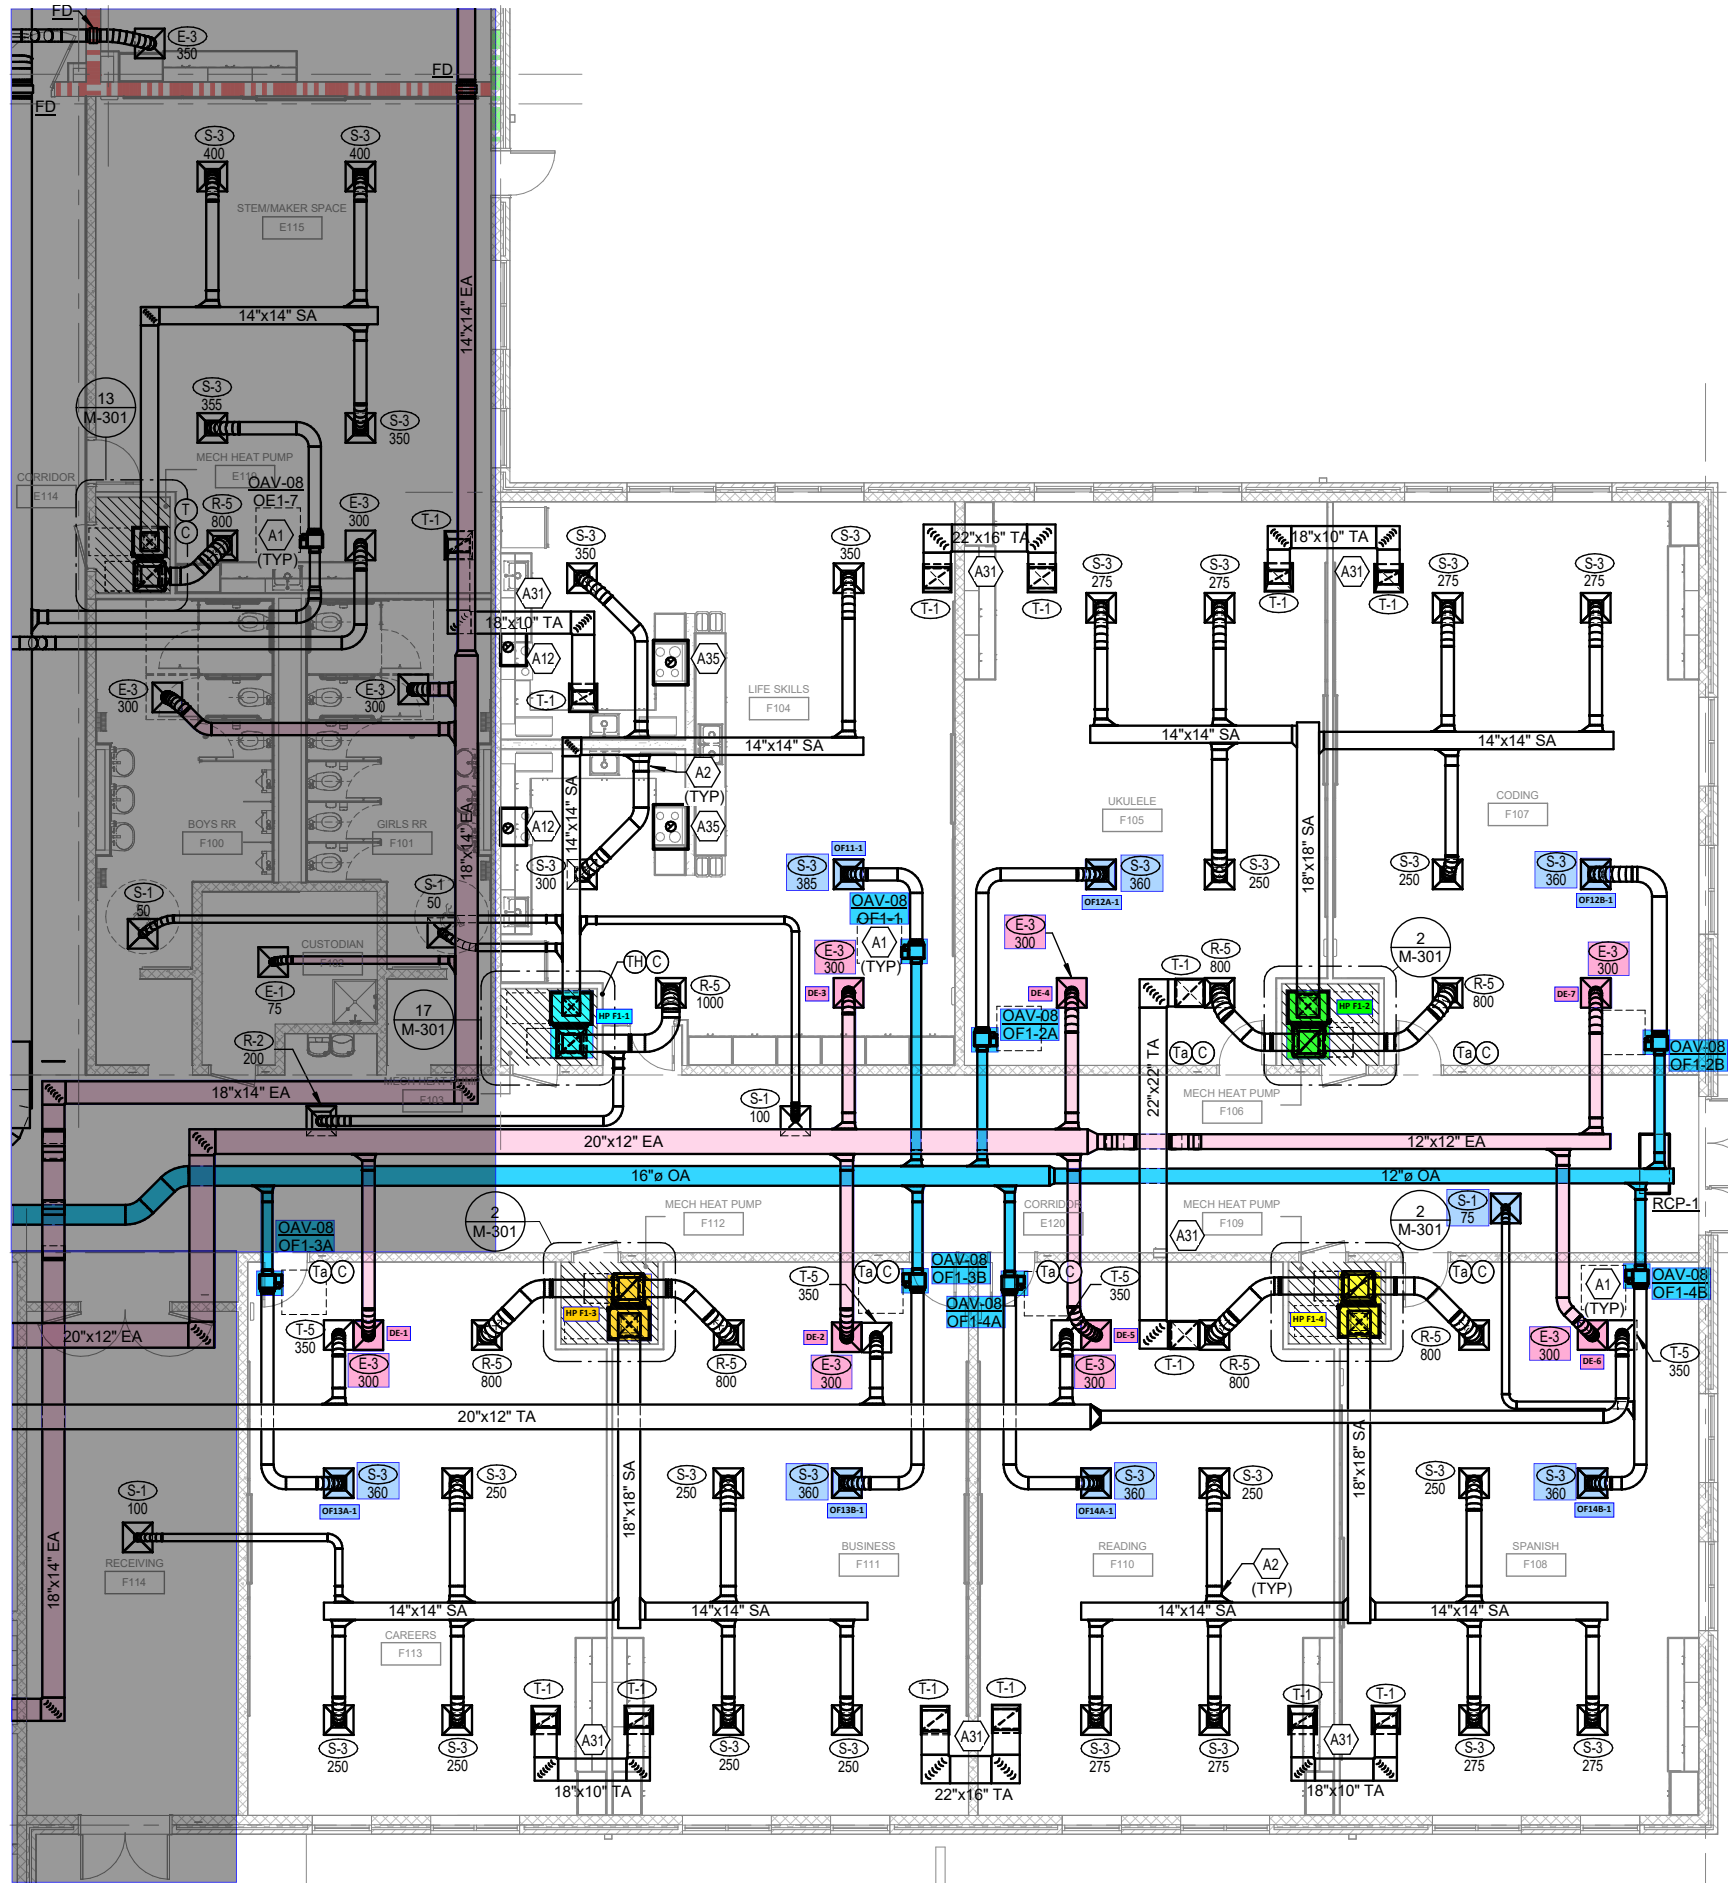 FD
E-3
350
FD
FD
S-3
400
S-3
400
STEM/MAKER SPACE
E115
14"x14" EA
14"x14" SA
13
M-301
S-3
355
S-3
350
MECH HEAT PUMP
E119
CORRIDOR
E114
OAV-08
OE1-7
T
C
R-5
800
A1
(TYP)
E-3
300
T-1
S-3
350
S-3
350
22"x16" TA
A31
T-1
T-1
S-3
275
S-3
275
18"x10" TA
A31
T-1
T-1
S-3
275
S-3
275
A31
18"x10" TA
A12
A35
T-1
LIFE SKILLS
F104
E-3
300
E-3
300
14"x14" SA
14"x14" SA
14"x14" SA
A2
(TYP)
14"x14" SA
18"x14" EA
A12
A35
UKULELE
F105
CODING
F107
BOYS RR
F100
GIRLS RR
F101
18"x18" SA
S-3
300
OF11-1
S-3
385
S-3
360
OF12A-1
S-3
250
S-3
250
S-3
360
OF12B-1
S-1
50
S-1
50
OAV-08
OF1-1
A1
(TYP)
CUSTODIAN
F102
E-1
75
TH
C
E-3
300
DE-3
E-3
300
DE-4
R-5
800
T-1
2
M-301
R-5
800
E-3
300
DE-7
17
M-301
HP F1-1
R-5
1000
HP F1-2
OAV-08
OF1-2A
R-2
200
Ta
C
Ta
C
OAV-08
OF1-2B
22"x22" TA
18"x14" EA
MECH HEAT PUMP
F103
S-1
100
MECH HEAT PUMP
F106
20"x12" EA
12"x12" EA
16"ø OA
12"ø OA
2
M-301
MECH HEAT PUMP
F112
CORRIDOR
E120
MECH HEAT PUMP
F109
A31
2
M-301
S-1
75
RCP-1
OAV-08
OF1-3A
Ta
C
T-5
350
Ta
C
OAV-08
OF1-3B
OAV-08
OF1-4A
Ta
C
T-5
350
Ta
C
A1
(TYP)
OAV-08
OF1-4B
20"x12" EA
T-5
350
DE-1
E-3
300
HP F1-3
R-5
800
R-5
800
DE-2
E-3
300
DE-5
E-3
300
T-1
R-5
800
HP F1-4
R-5
800
E-3
300
DE-6
T-5
350
20"x12" TA
18"x18" SA
18"x18" SA
S-3
360
OF13A-1
S-3
250
S-3
250
S-3
360
OF13B-1
S-3
360
OF14A-1
S-3
250
S-3
250
S-3
360
OF14B-1
S-1
100
RECEIVING
F114
18"x14" EA
BUSINESS
F111
READING
F110
A2
(TYP)
SPANISH
F108
14"x14" SA
14"x14" SA
14"x14" SA
14"x14" SA
CAREERS
F113
T-1
T-1
A31
T-1
T-1
A31
T-1
T-1
A31
S-3
250
S-3
250
S-3
250
S-3
250
S-3
275
S-3
275
S-3
275
S-3
275
18"x10" TA
22"x16" TA
18"x10" TA